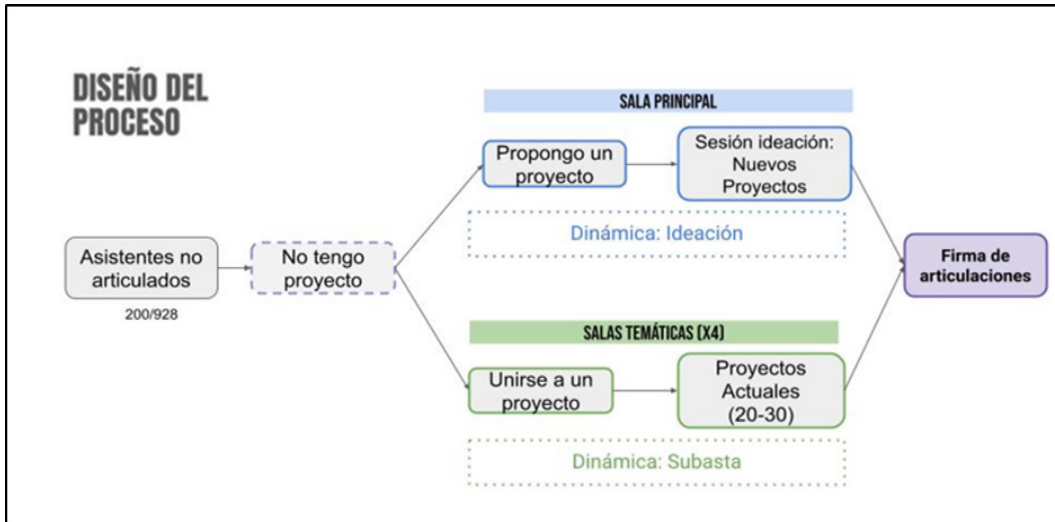 DISEÑO DEL
PROCESO
SALA PRINCIPAL
Propongo un
proyecto
Sesión ideación:
Nuevos
Proyectos
Dinámica: Ideación
Asistentes no
articulados
200/928
No tengo
proyecto
Firma de
articulaciones
SALAS TEMÁTICAS (X4)
Unirse a un
proyecto
Proyectos
Actuales
(20-30)
Dinámica: Subasta